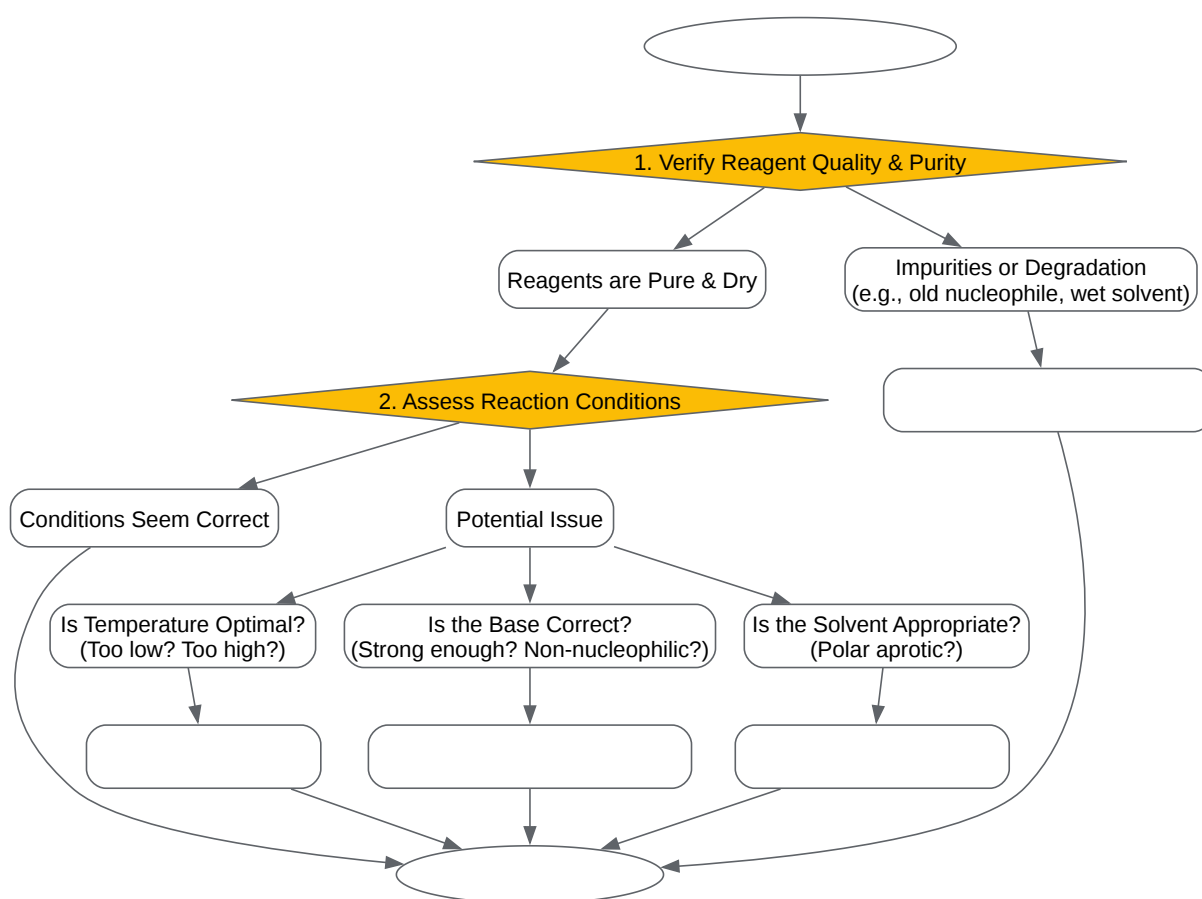 1. Verify Reagent Quality & Purity
Reagents are Pure & Dry
Impurities or Degradation
(e.g., old nucleophile, wet solvent)
2. Assess Reaction Conditions
Conditions Seem Correct
Potential Issue
Is Temperature Optimal?
(Too low? Too high?)
Is the Base Correct?
(Strong enough? Non-nucleophilic?)
Is the Solvent Appropriate?
(Polar aprotic?)